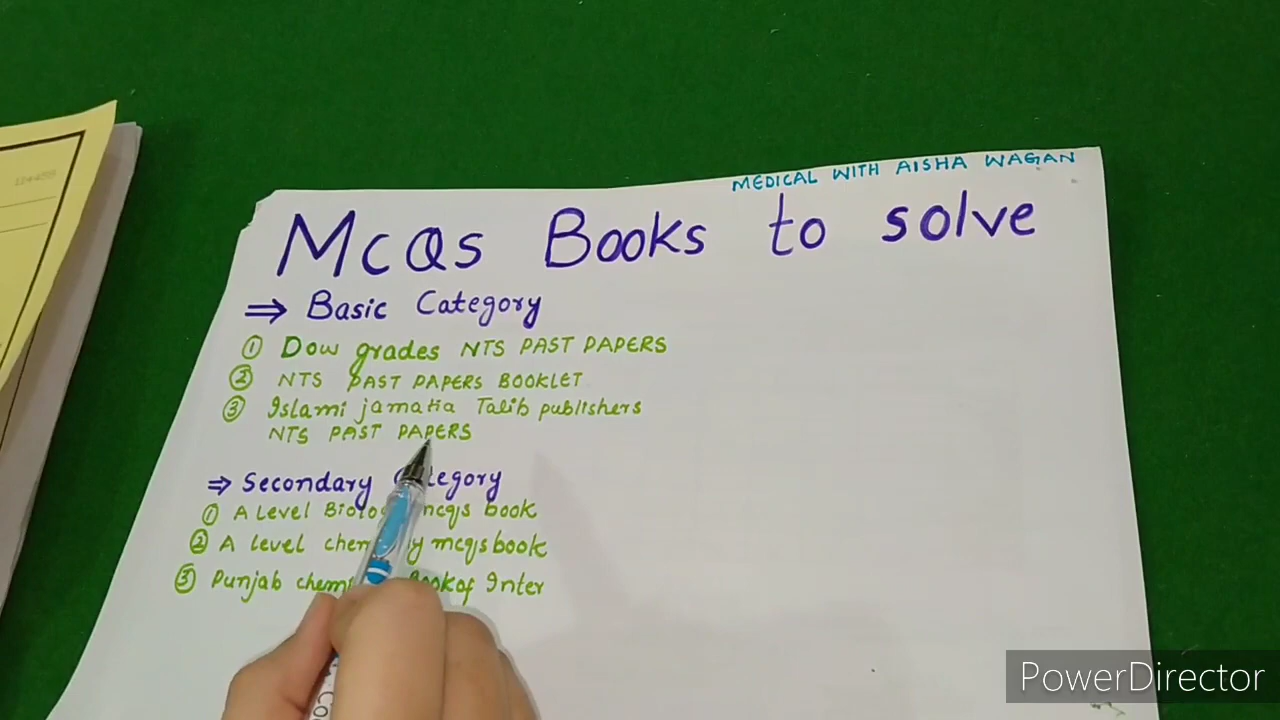 MEDICAL WITH AISHA WAGAN
McQs Books to solve
⇒ Basic Category
① Dow grades NTS PAST PAPERS
② NTS PAST PAPERS BOOKLET
③ Islami jamatia Talib publishers
NTS PAST PAPERS
⇒ Secondary
① A level mcqs book
② A level mcqs book
③ Punjab Book of Inter
PowerDirector